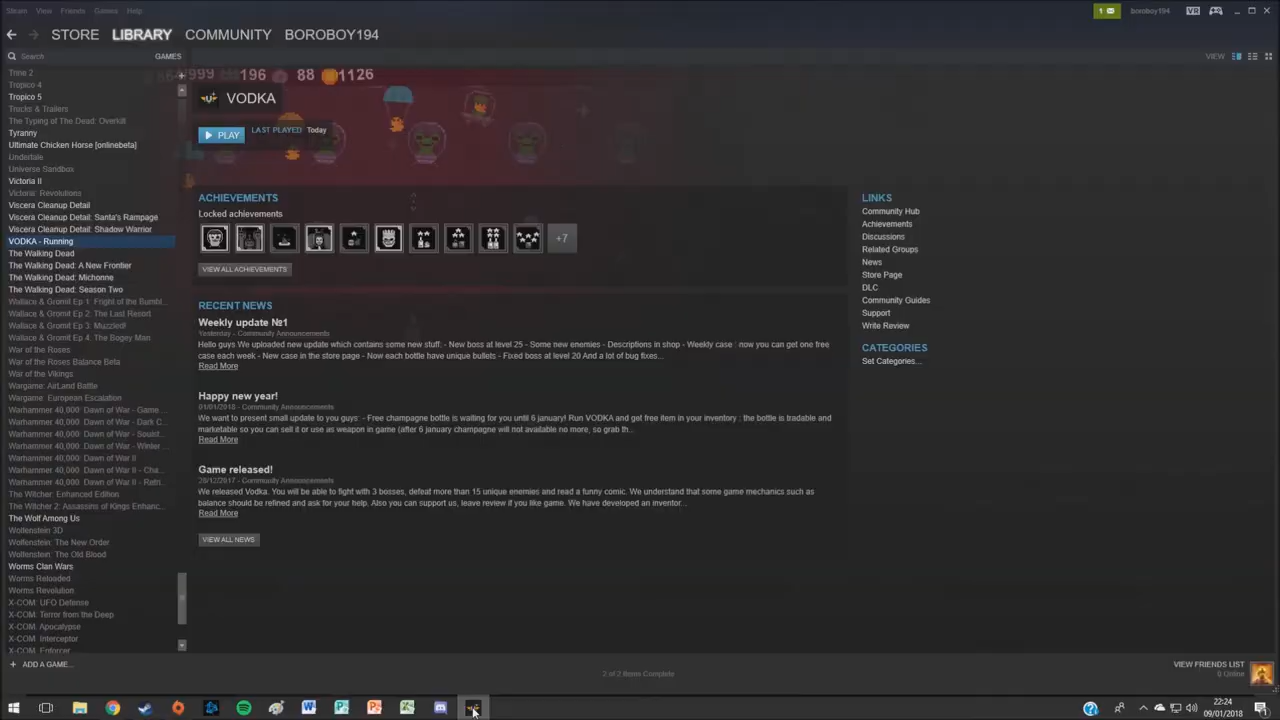 Steam View Friends Games Help
1 boroboy194 VR
STORE LIBRARY COMMUNITY BOROBOY194
Search GAMES
VIEW
Trine 2
Tropico 4
Tropico 5
Trucks & Trailers
The Typing of The Dead: Overkill
Tyranny
Ultimate Chicken Horse [onlinebeta]
Undertale
Universe Sandbox
Victoria II
Victoria: Revolutions
Viscera Cleanup Detail
Viscera Cleanup Detail: Santa's Rampage
Viscera Cleanup Detail: Shadow Warrior
VODKA - Running
The Walking Dead
The Walking Dead: A New Frontier
The Walking Dead: Michonne
The Walking Dead: Season Two
Wallace & Gromit Ep 1: Fright of the Bumbl...
Wallace & Gromit Ep 2: The Last Resort
Wallace & Gromit Ep 3: Muzzled!
Wallace & Gromit Ep 4: The Bogey Man
War of the Roses
War of the Roses Balance Beta
War of the Vikings
Wargame: AirLand Battle
Wargame: European Escalation
Warhammer 40,000: Dawn of War - Game...
Warhammer 40,000: Dawn of War - Dark C...
Warhammer 40,000: Dawn of War - Soulst...
Warhammer 40,000: Dawn of War - Winter ...
Warhammer 40,000: Dawn of War II
Warhammer 40,000: Dawn of War II - Cha...
Warhammer 40,000: Dawn of War II - Retri...
The Witcher: Enhanced Edition
The Witcher 2: Assassins of Kings Enhanc...
The Wolf Among Us
Wolfenstein 3D
Wolfenstein: The New Order
Wolfenstein: The Old Blood
Worms Clan Wars
Worms Reloaded
Worms Revolution
X-COM: UFO Defense
X-COM: Terror from the Deep
X-COM: Apocalypse
X-COM: Interceptor
X-COM: Enforcer
+ ADD A GAME...
999 196 88 1126
VODKA
PLAY LAST PLAYED Today
ACHIEVEMENTS
Locked achievements
+7
VIEW ALL ACHIEVEMENTS
RECENT NEWS
Weekly update №1
Yesterday - Community Announcements
Hello guys We uploaded new update which contains some new stuff: - New boss at level 25 - Some new enemies - Descriptions in shop - Weekly case : now you can get one free
case each week - New case in the store page - Now each bottle have unique bullets - Fixed boss at level 20 And a lot of bug fixes...
Read More
Happy new year!
01/01/2018 - Community Announcements
We want to present small update to you guys: - Free champagne bottle is waiting for you until 6 january! Run VODKA and get free item in your inventory : the bottle is tradable and
marketable so you can sell it or use as weapon in game (after 6 january champagne will not available no more, so grab th...
Read More
Game released!
28/12/2017 - Community Announcements
We released Vodka. You will be able to fight with 3 bosses, defeat more than 15 unique enemies and read a funny comic. We understand that some game mechanics such as
balance should be refined and ask for your help. Also you can support us, leave review if you like game. We have developed an inventor...
Read More
VIEW ALL NEWS
LINKS
Community Hub
Achievements
Discussions
Related Groups
News
Store Page
DLC
Community Guides
Support
Write Review
CATEGORIES
Set Categories...
2 of 2 Items Complete
VIEW FRIENDS LIST
0 Online
22:24
09/01/2018